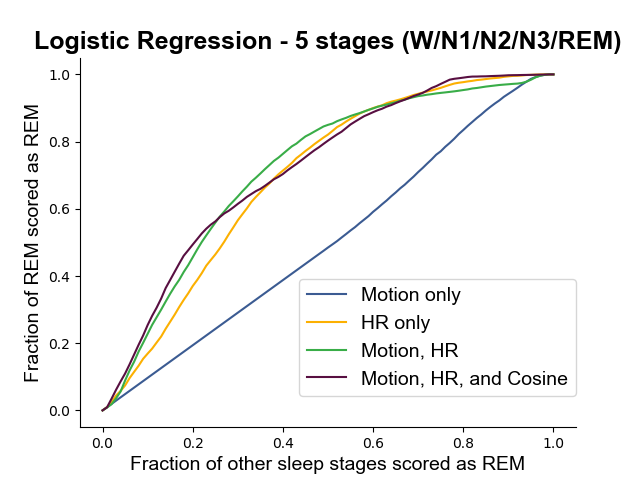 Logistic Regression - 5 stages (W/N1/N2/N3/REM)
Fraction of REM scored as REM
1.0
0.8
0.6
0.4
0.2
0.0
Motion only
HR only
Motion, HR
Motion, HR, and Cosine
0.0 0.2 0.4 0.6 0.8 1.0
Fraction of other sleep stages scored as REM